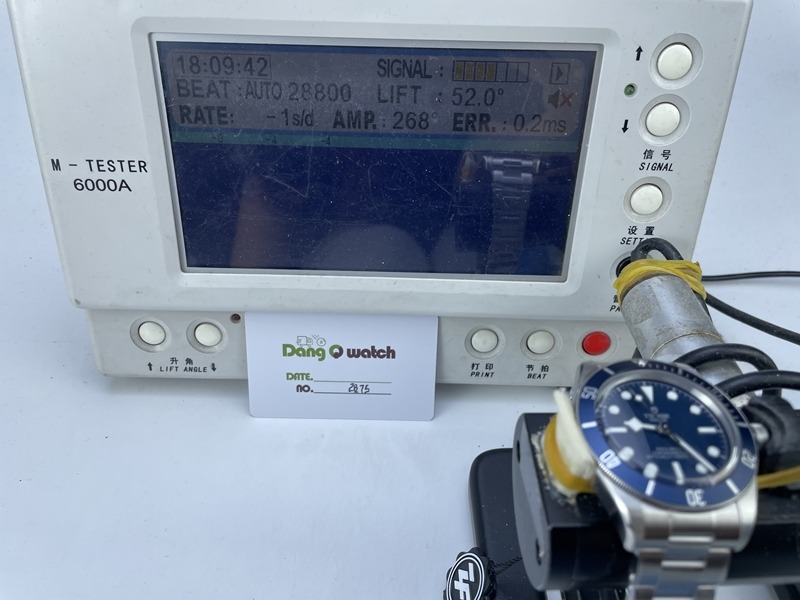 18:09:42 SIGNAL :
BEAT :AUTO 28800 LIFT : 52.0°
RATE: -1s/d AMP.: 268° ERR.: 0.2ms
M - TESTER
6000A
信号
SIGNAL
设置
升角
LIFT ANGLE
打印
PRINT
节拍
BEAT
Dang Q watch
DATE.
NO. 2875
20
30